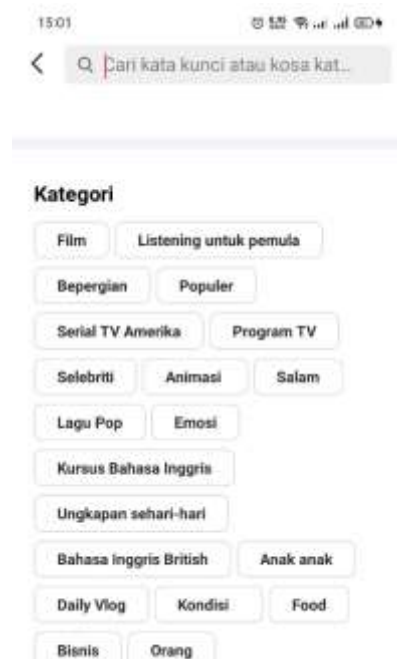 15:01
Cari kata kunci atau kosa kat...
Kategori
Film Listening untuk pemula
Bepergian Populer
Serial TV Amerika Program TV
Selebriti Animasi Salam
Lagu Pop Emosi
Kursus Bahasa Inggris
Ungkapan sehari-hari
Bahasa Inggris British Anak anak
Daily Vlog Kondisi Food
Bisnis Orang